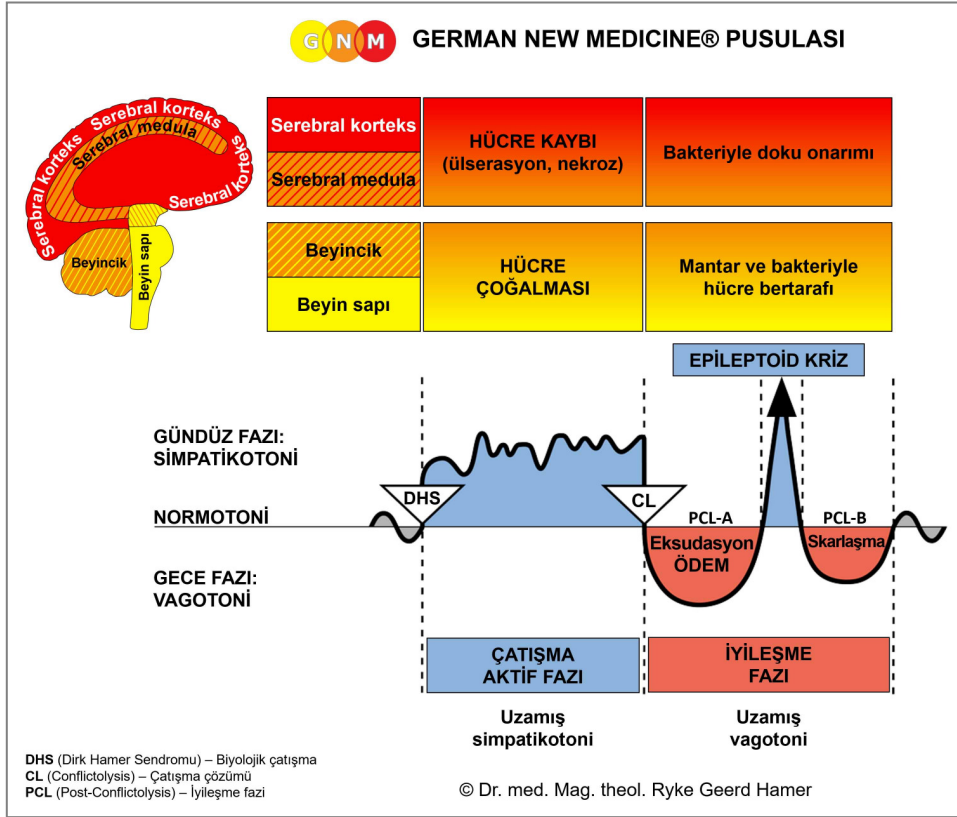 G N M GERMAN NEW MEDICINE® PUSULASI
Serebral korteks
Serebral korteks
Serebral korteks
Serebral medula
Beyincik
Beyin sapı
Serebral korteks
Serebral medula
HÜCRE KAYBI
(ülserasyon, nekroz)
Bakteriyle doku onarımı
Beyincik
Beyin sapı
HÜCRE
ÇOĞALMASI
Mantar ve bakteriyle
hücre bertarafı
EPİLEPTOİD KRİZ
GÜNDÜZ FAZI:
SİMPATİKOTONİ
DHS
CL
NORMOTONİ
PCL-A
PCL-B
Eksudasyon
ÖDEM
Skarlaşma
GECE FAZI:
VAGOTONİ
ÇATIŞMA
AKTİF FAZI
İYİLEŞME
FAZI
Uzamış
simpatikotoni
Uzamış
vagotoni
DHS (Dirk Hamer Sendromu) – Biyolojik çatışma
CL (Conflictolysis) – Çatışma çözümü
PCL (Post-Conflictolysis) – İyileşme fazi
© Dr. med. Mag. theol. Ryke Geerd Hamer